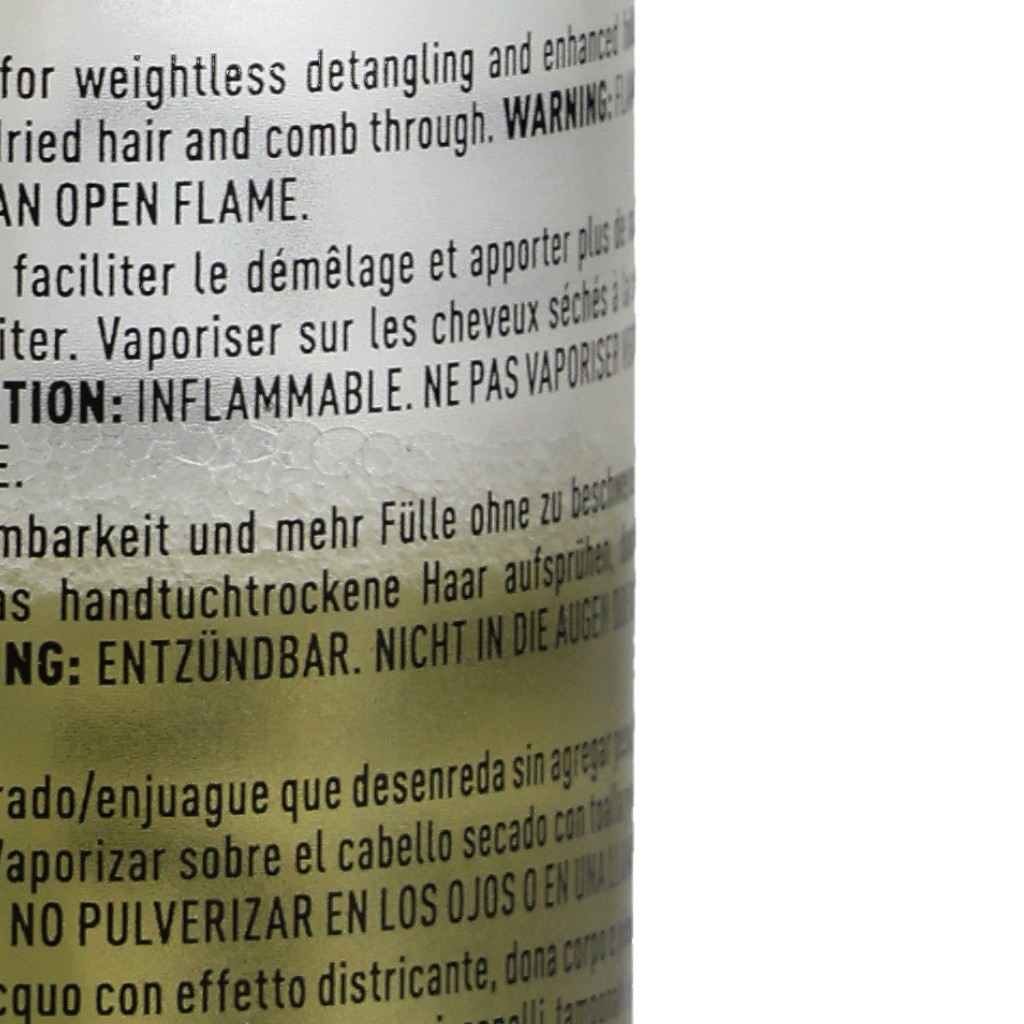 for weightless detangling and enhanced
dried hair and comb through. WARNING:
AN OPEN FLAME.
faciliter le démêlage et apporter plus de
iter. Vaporiser sur les cheveux séchés à la
TION: INFLAMMABLE. NE PAS VAPORISER
E.
mbarkeit und mehr Fülle ohne zu
as handtuchtrockene Haar aufsprühen,
NG: ENTZÜNDBAR. NICHT IN DIE AUGEN
rado/enjuague que desenreda sin agregar
Vaporizar sobre el cabello secado con
NO PULVERIZAR EN LOS OJOS O EN UNA
cquo con effetto districante, dona corpo